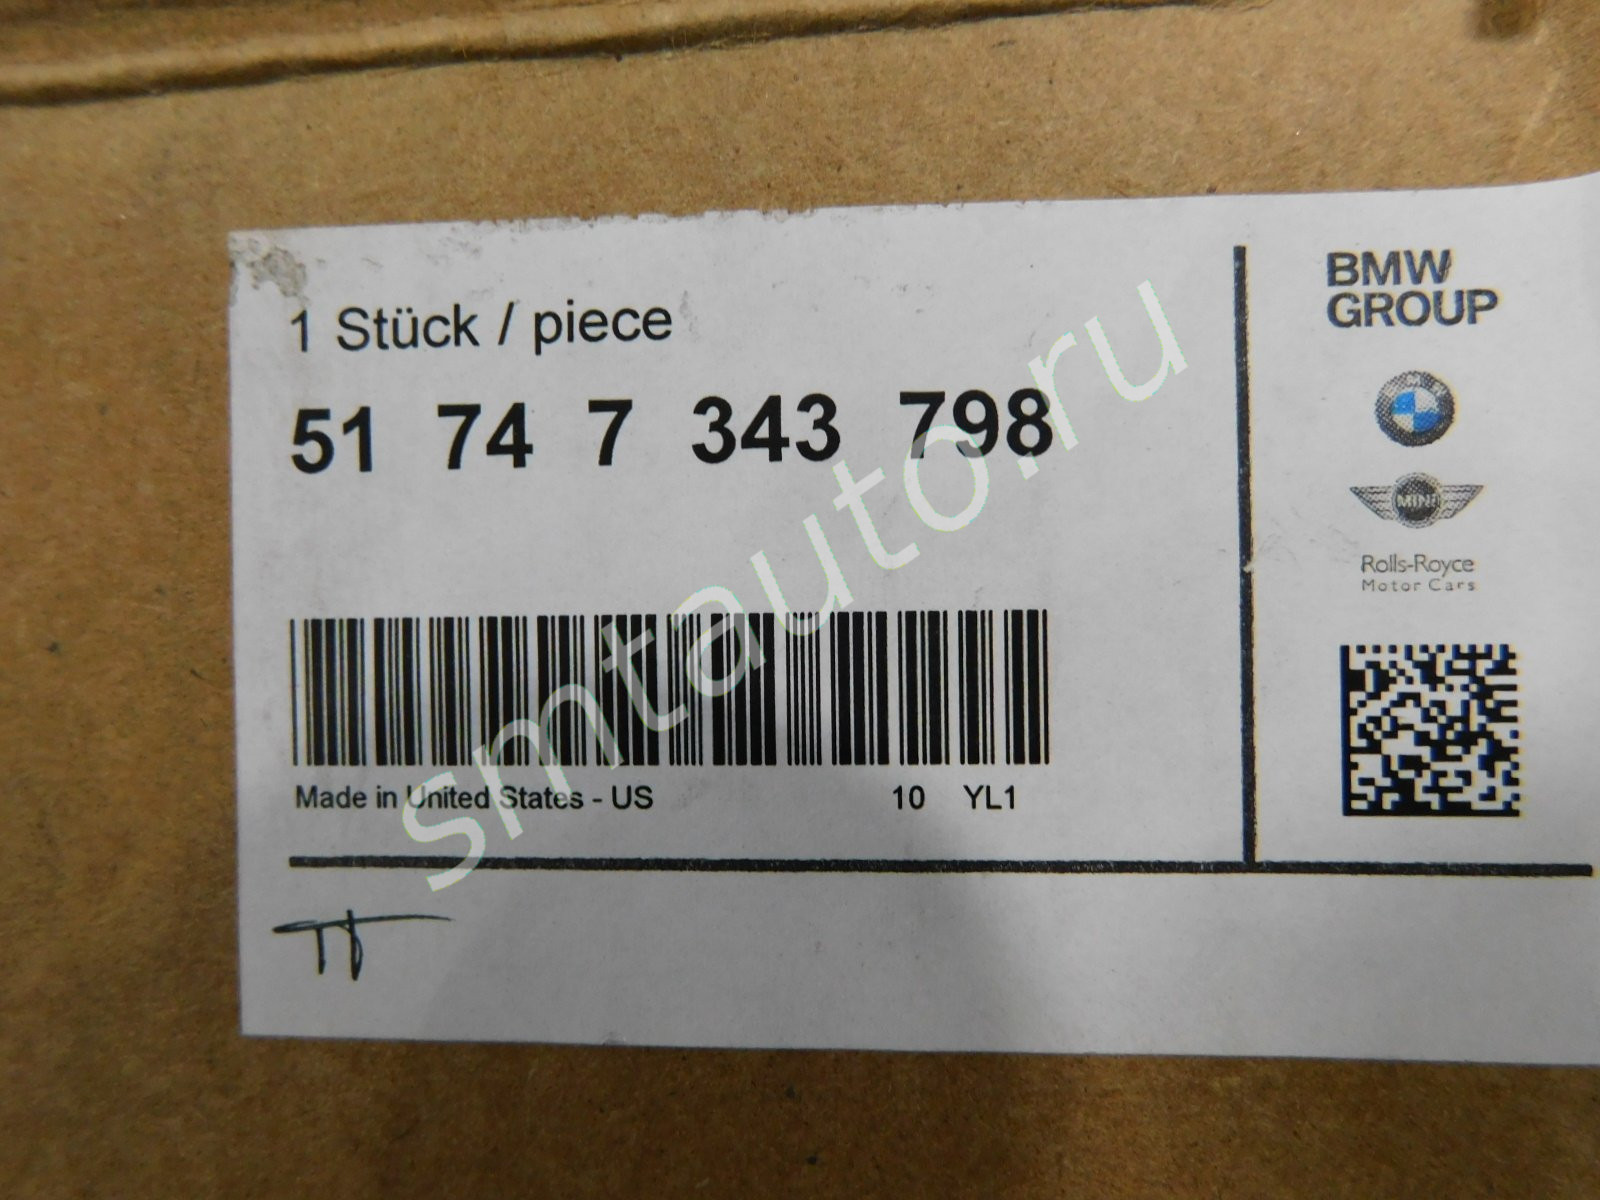 1 Stück / piece
51 74 7 343 798
Made in United States - US
10 YL1
BMW
GROUP
MINI
Rolls-Royce
Motor Cars
smtauto.ru